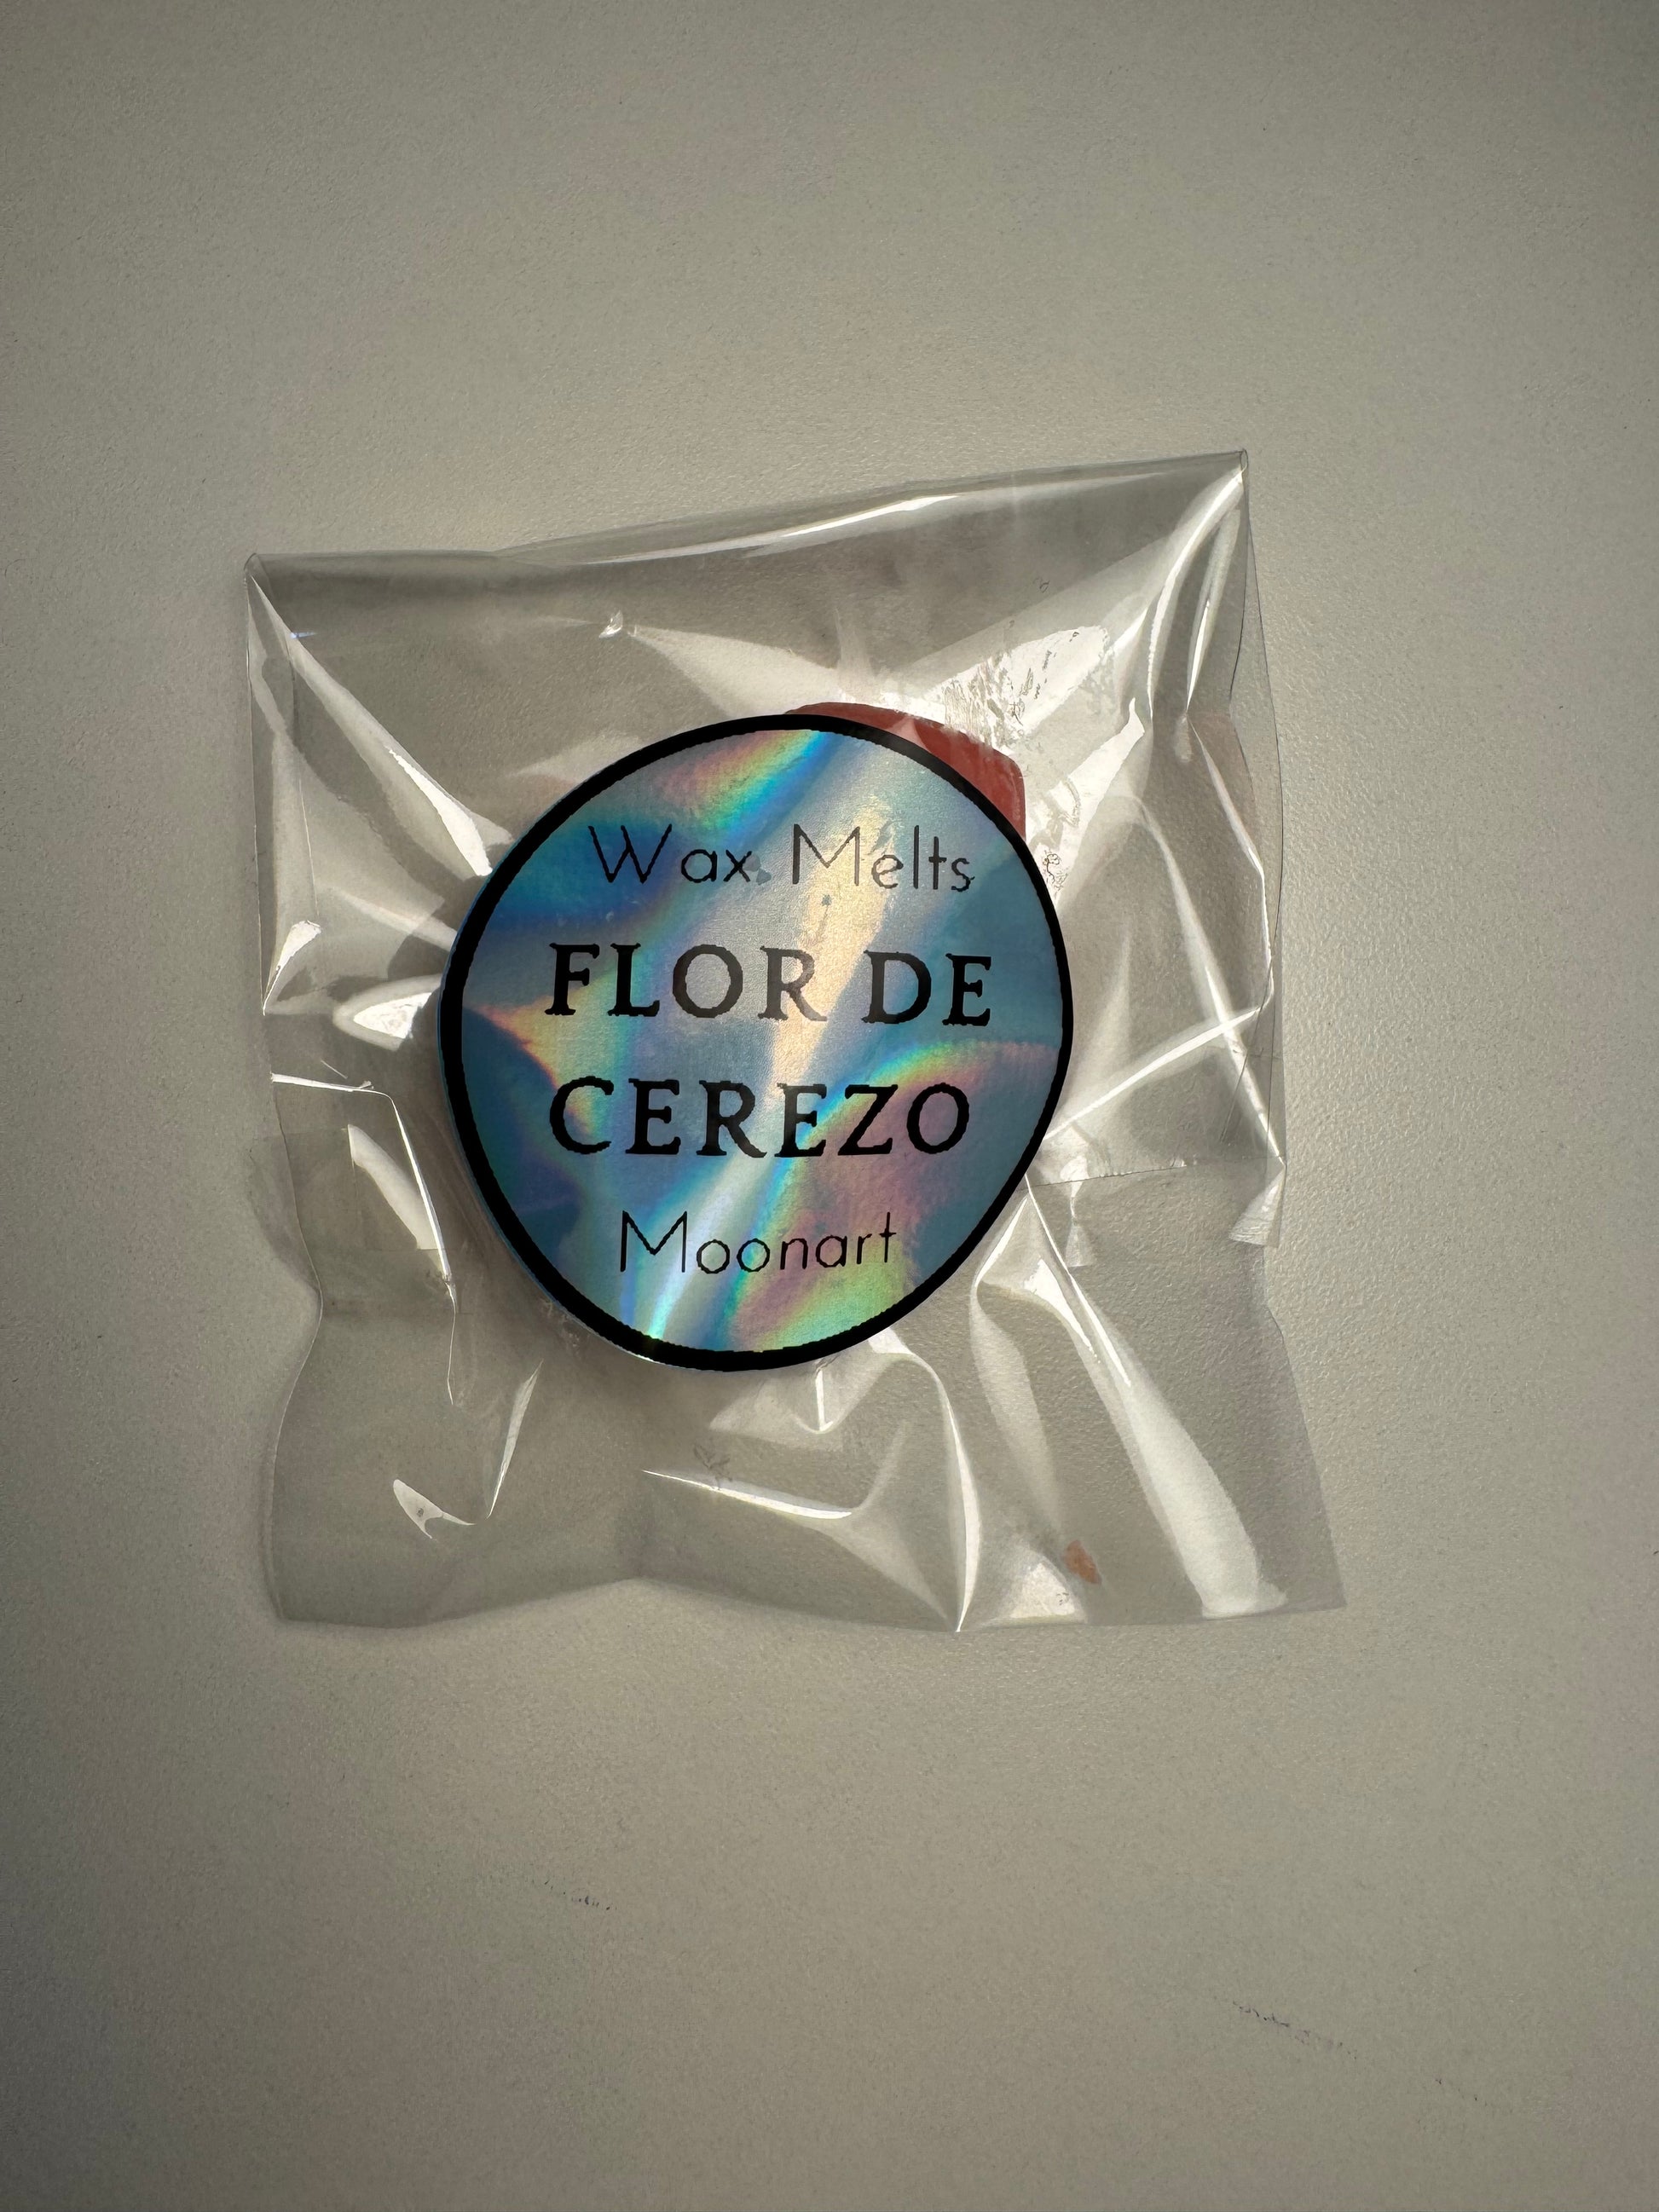 Wax Melts
FLOR DE
CEREZO
Moonart